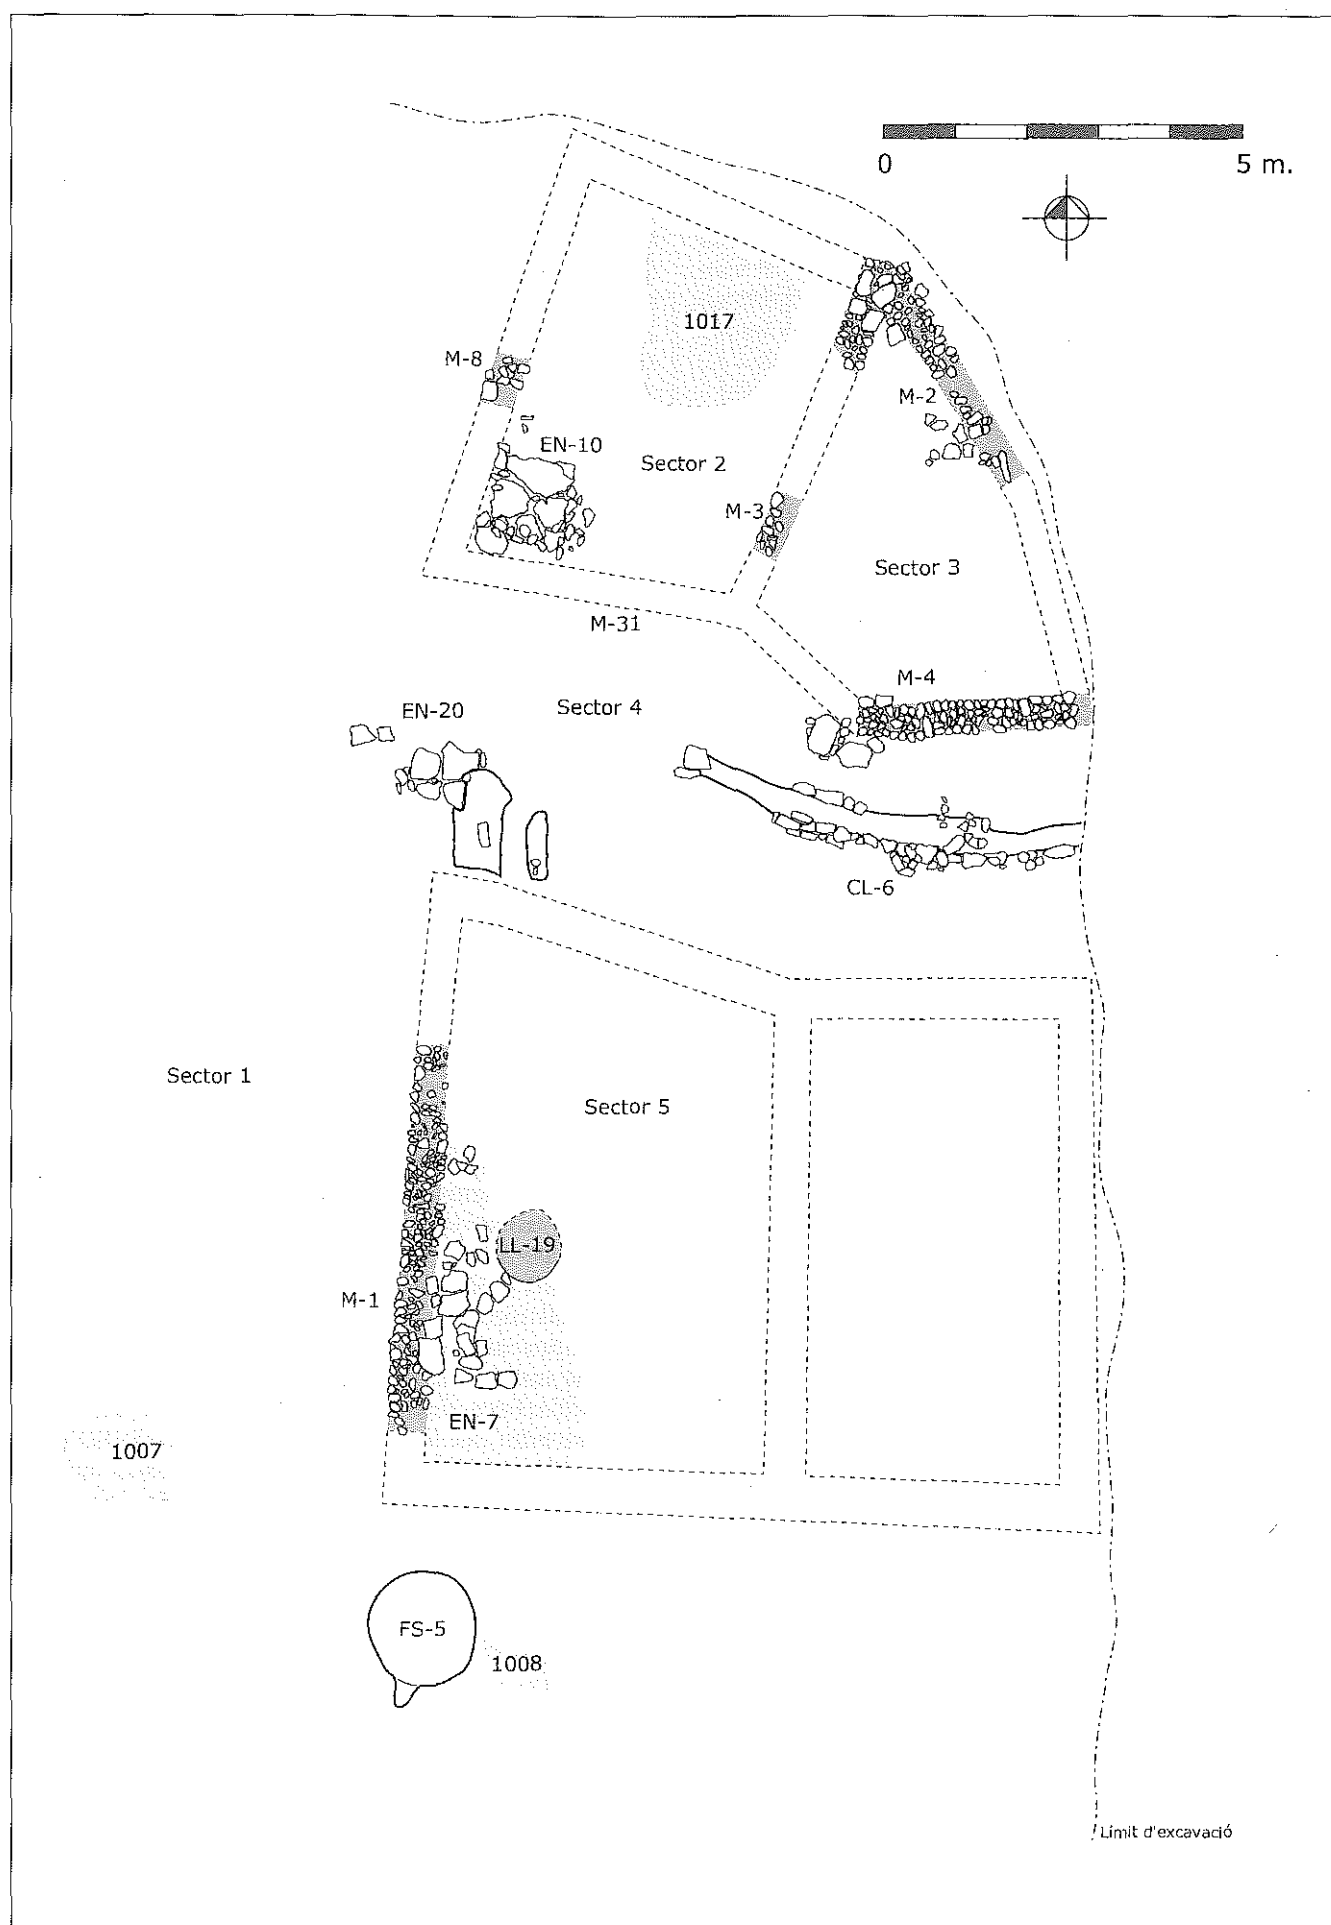 0 5 m.
1017
M-8
M-2
EN-10
Sector 2
M-3
Sector 3
M-31
M-4
EN-20
Sector 4
CL-6
Sector 1
Sector 5
LL-19
M-1
EN-7
1007
FS-5
1008
Límit d'excavació